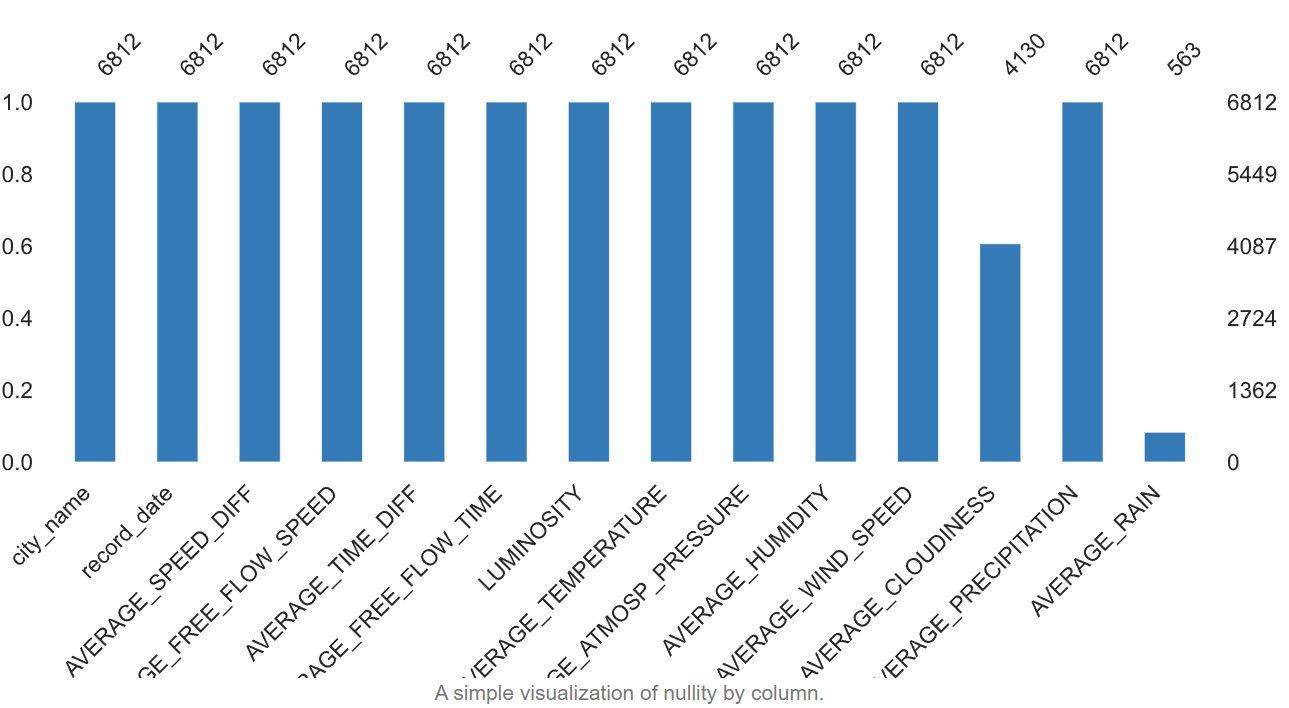 6812 6812 6812 6812 6812 6812 6812 6812 6812 6812 6812 4130 6812 563
1.0 6812
0.8 5449
0.6 4087
0.4 2724
0.2 1362
0.0 0
city_name
record_date
AVERAGE_SPEED_DIFF
GE_FREE_FLOW_SPEED
AVERAGE_TIME_DIFF
RAGE_FREE_FLOW_TIME
LUMINOSITY
VERAGE_TEMPERATURE
GE_ATMOSP_PRESSURE
AVERAGE_HUMIDITY
AVERAGE_WIND_SPEED
AVERAGE_CLOUDINESS
VERAGE_PRECIPITATION
AVERAGE_RAIN
A simple visualization of nullity by column.